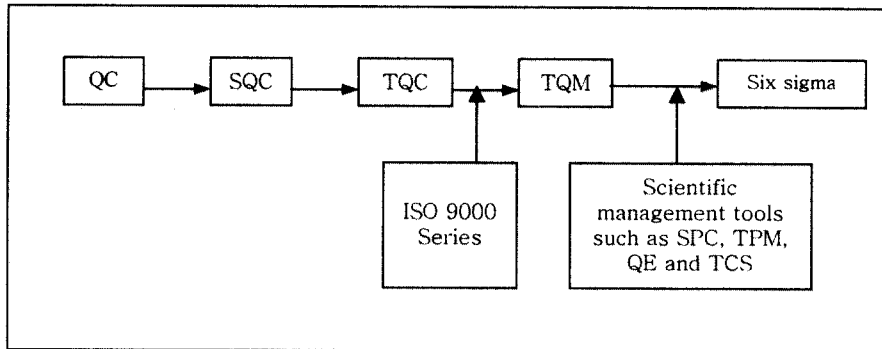 QC
SQC
TQC
TQM
Six sigma
ISO 9000
Series
Scientific
management tools
such as SPC, TPM,
QE and TCS